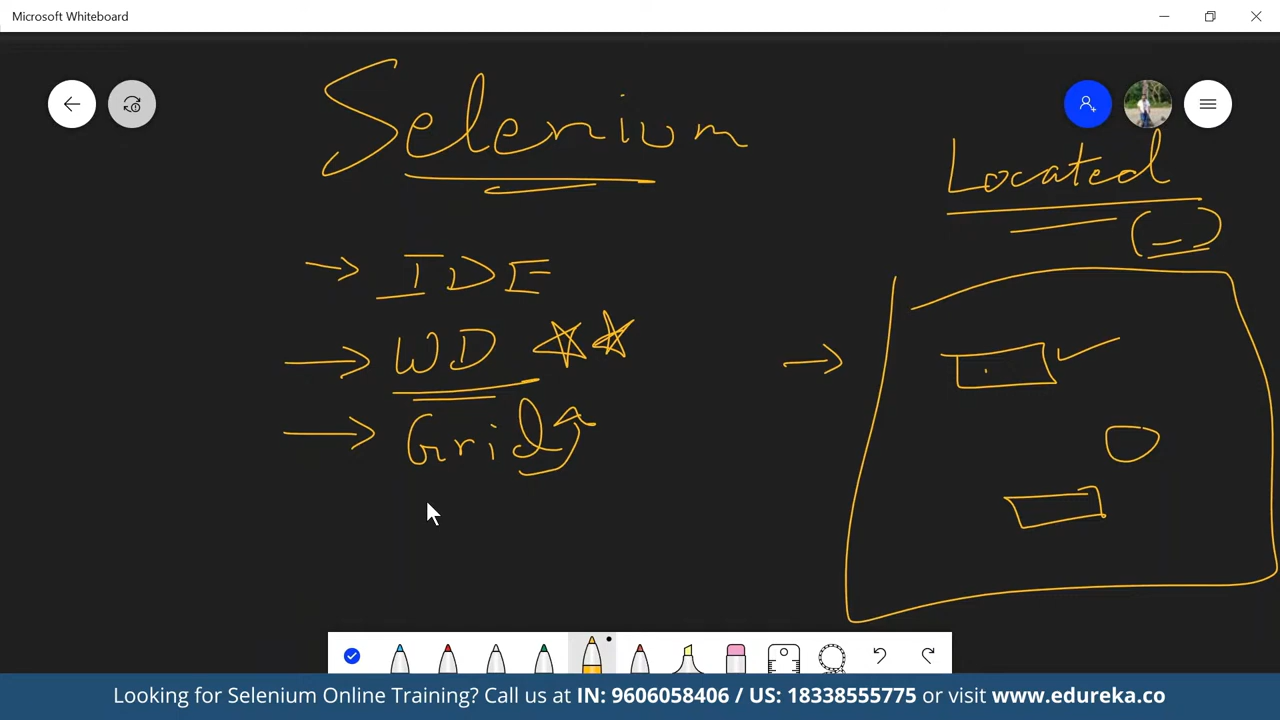 Microsoft Whiteboard
Selenium
Located
(-)
→ IDE
→ WD
→ Grid
Looking for Selenium Online Training? Call us at IN: 9606058406 / US: 18338555775 or visit www.edureka.co